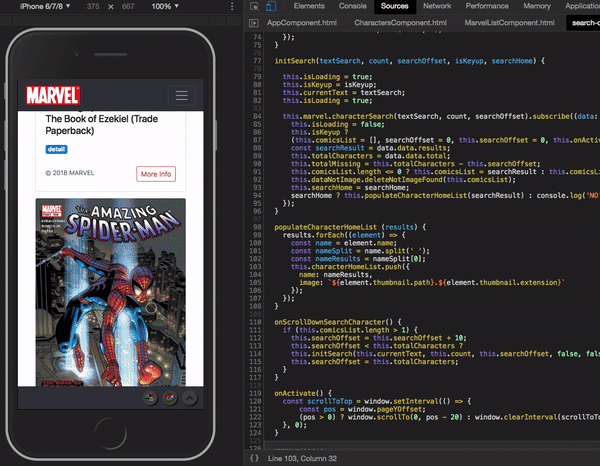 iPhone 6/7/8 ▼ 375 × 667 100% ▼
Elements Console Sources Network Performance Memory Application
AppComponent.html CharactersComponent.html MarvelListComponent.html search-c
MARVEL
The Book of Ezekiel (Trade
Paperback)
detail
© 2018 MARVEL
More Info
MARVEL
THE AMAZING
SPIDER-MAN
74 });
75 }
76
77 initSearch(textSearch, count, searchOffset, isKeyup, searchHome) {
78
79 this.isLoading = true;
80 this.isKeyup = isKeyup;
81 this.currentText = textSearch;
82 this.isLoading = true;
83
84 this.marvel.characterSearch(textSearch, count, searchOffset).subscribe((data:
85 this.isLoading = false;
86 this.isKeyup ?
87 (this.comicsList = [], searchOffset = 0, this.searchOffset = 0, this.onActiv
88 const searchResult = data.data.results;
89 this.totalCharacters = data.data.total;
90 this.totalMissing = this.totalCharacters - this.searchOffset;
91 this.comicsList.length <= 0 ? this.comicsList = searchResult : this.comicsL
92 this.dataNotImage.deleteNotImageFound(this.comicsList);
93 this.searchHome = searchHome;
94 searchHome ? this.populateCharacterHomeList(searchResult) : console.log('NO
95 });
96 }
97
98 populateCharacterHomeList (results) {
99 results.forEach((element) => {
100 const name = element.name;
101 const nameSplit = name.split(' ');
102 const nameResults = nameSplit[0];
103 this.characterHomeList.push({
104 name: nameResults,
105 image: `${element.thumbnail.path}.${element.thumbnail.extension}`
106 });
107 });
108 }
109
110 onScrollDownSearchCharacter() {
111 if (this.comicsList.length > 1) {
112 this.searchOffset = this.searchOffset + 10;
113 this.searchOffset < this.totalCharacters ?
114 this.initSearch(this.currentText, this.count, this.searchOffset, false, fals
115 this.searchOffset = this.totalCharacters;
116 }
117 }
118
119 onActivate() {
120 const scrollToTop = window.setInterval(() => {
121 const pos = window.pageYOffset;
122 (pos > 0) ? window.scrollTo(0, pos - 20) : window.clearInterval(scrollToTo
123 }, 0);
124 }
125
{} Line 103, Column 32